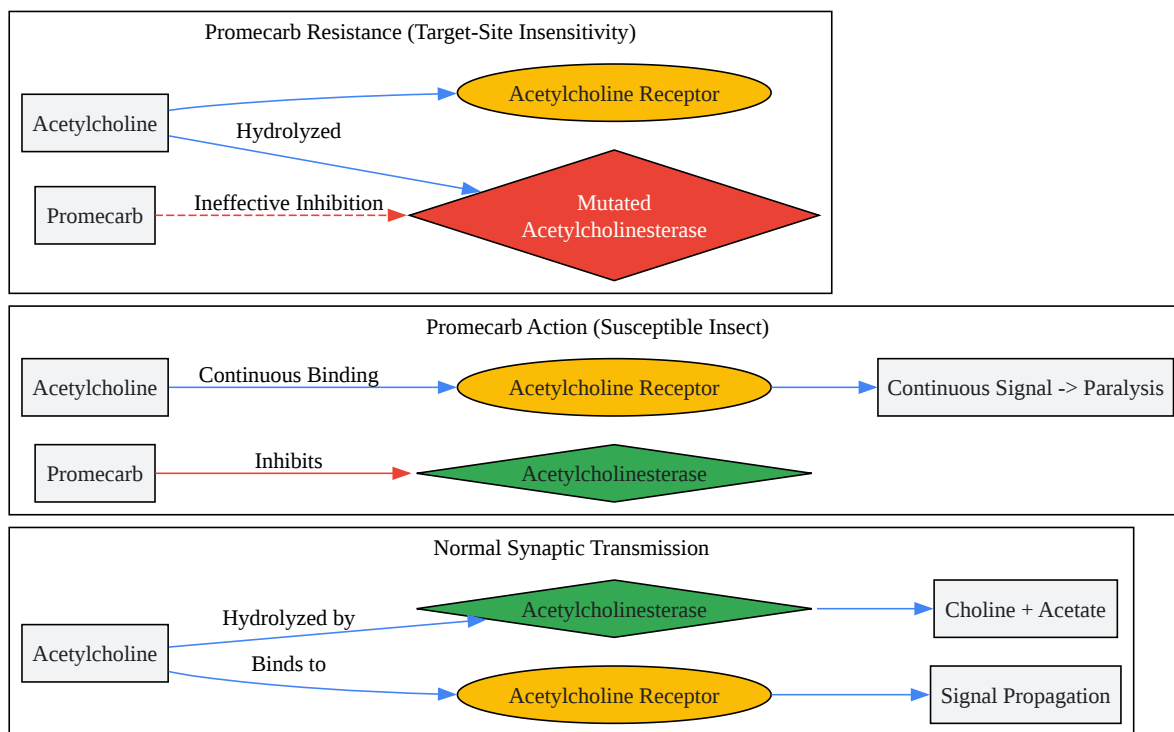 Promecarb Resistance (Target-Site Insensitivity)
Acetylcholine
Acetylcholine Receptor
Hydrolyzed
Promecarb
Ineffective Inhibition
Mutated
Acetylcholinesterase
Promecarb Action (Susceptible Insect)
Acetylcholine
Continuous Binding
Acetylcholine Receptor
Continuous Signal -> Paralysis
Promecarb
Inhibits
Acetylcholinesterase
Normal Synaptic Transmission
Acetylcholine
Hydrolyzed by
Acetylcholinesterase
Choline + Acetate
Binds to
Acetylcholine Receptor
Signal Propagation